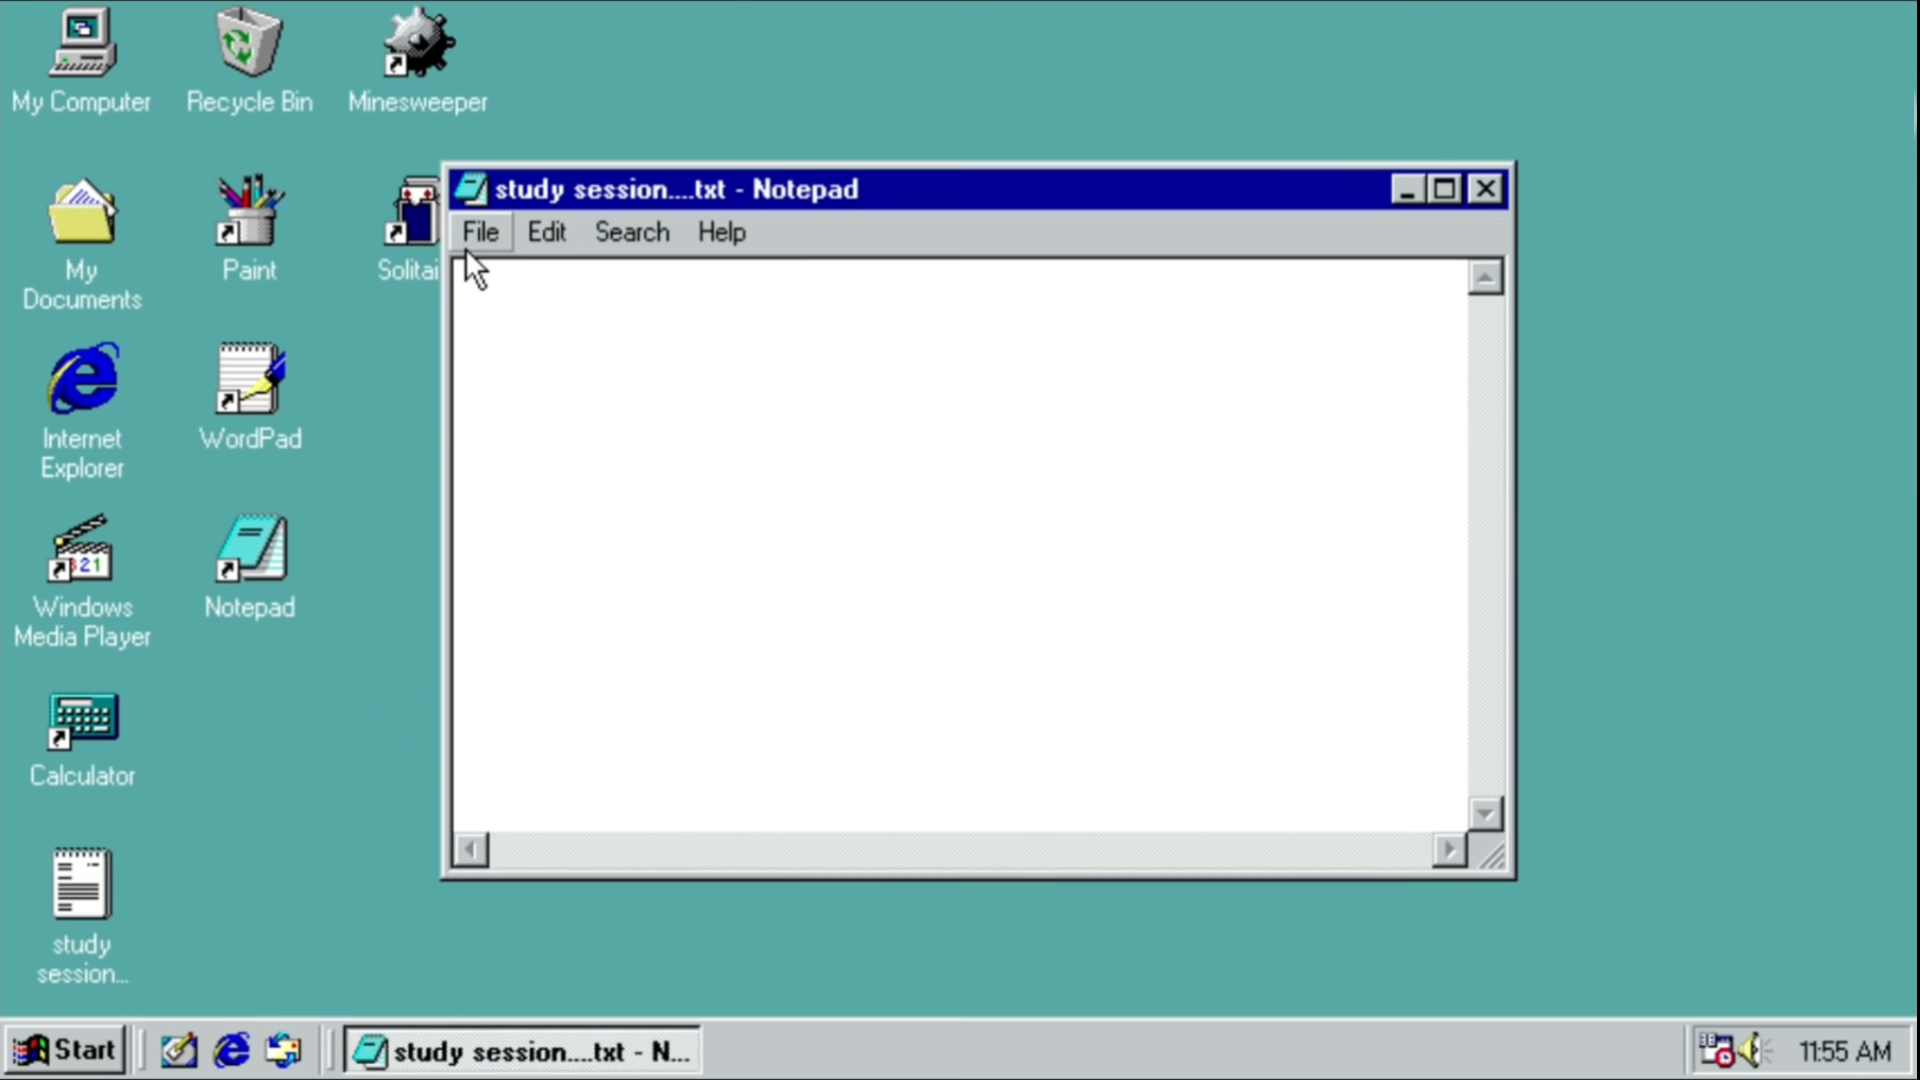 My Computer
Recycle Bin
Minesweeper
My
Documents
Paint
Solitai
Internet
Explorer
WordPad
Windows
Media Player
Notepad
Calculator
study
session...
study session....txt - Notepad
File Edit Search Help
Start
study session....txt - N...
11:55 AM